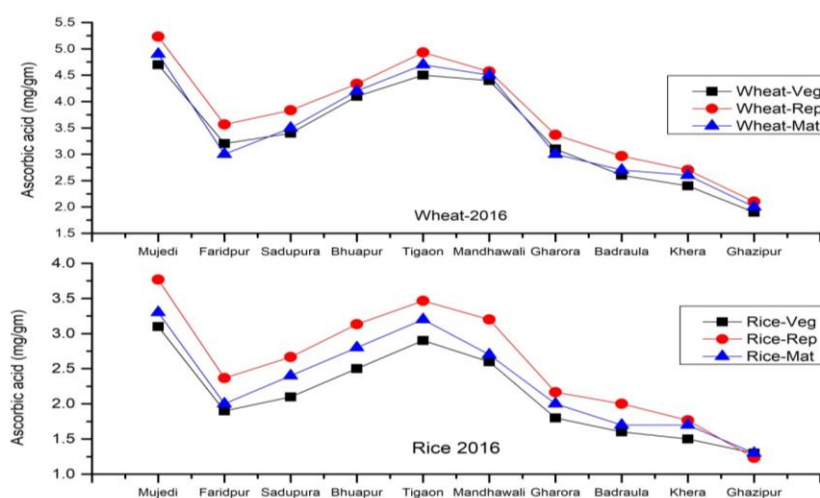 5.5
5.0
4.5
4.0
3.5
3.0
2.5
2.0
1.5
Ascorbic acid (mg/gm)
Wheat-Veg
Wheat-Rep
Wheat-Mat
Wheat-2016
Mujedi Faridpur Sadupura Bhuapur Tigaon Mandhawali Gharora Badraula Khera Ghazipur
4.0
3.5
3.0
2.5
2.0
1.5
1.0
Ascorbic acid (mg/gm)
Rice-Veg
Rice-Rep
Rice-Mat
Rice 2016
Mujedi Faridpur Sadupura Bhuapur Tigaon Mandhawali Gharora Badraula Khera Ghazipur